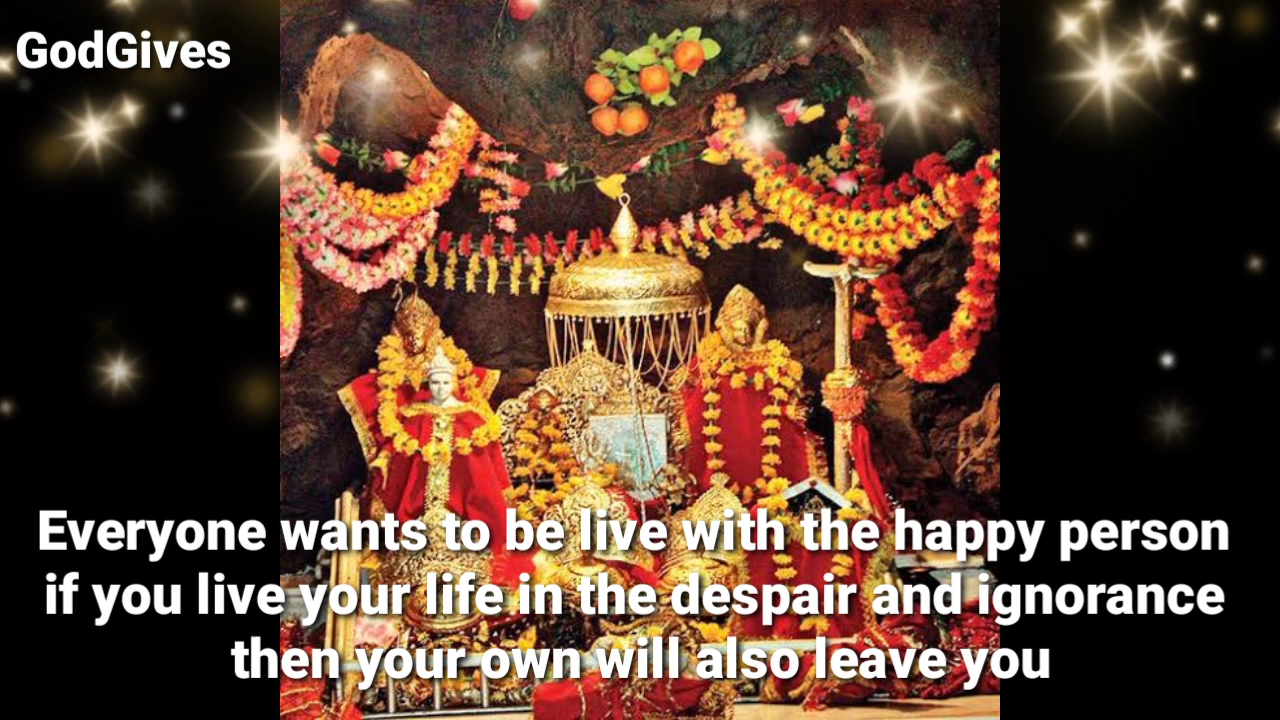 GodGives
Everyone wants to be live with the happy person
if you live your life in the despair and ignorance
then your own will also leave you